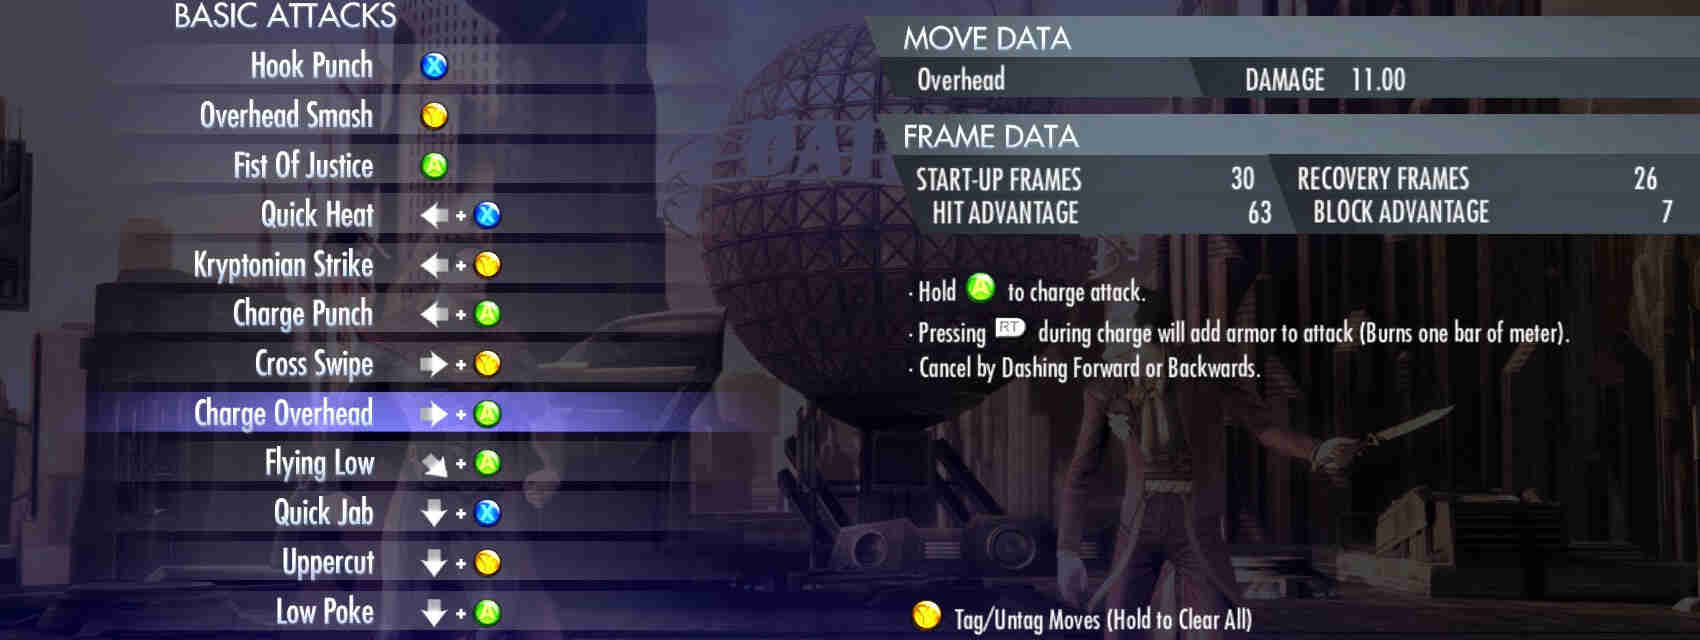 BASIC ATTACKS
Hook Punch X
Overhead Smash Y
Fist Of Justice A
Quick Heat + X
Kryptonian Strike + Y
Charge Punch + A
Cross Swipe + Y
Charge Overhead + A
Flying Low + A
Quick Jab + X
Uppercut + Y
Low Poke + A
MOVE DATA
Overhead DAMAGE 11.00
FRAME DATA
START-UP FRAMES 30 RECOVERY FRAMES 26
HIT ADVANTAGE 63 BLOCK ADVANTAGE 7
· Hold A to charge attack.
· Pressing RT during charge will add armor to attack (Burns one bar of meter).
· Cancel by Dashing Forward or Backwards.
Y Tag/Untag Moves (Hold to Clear All)